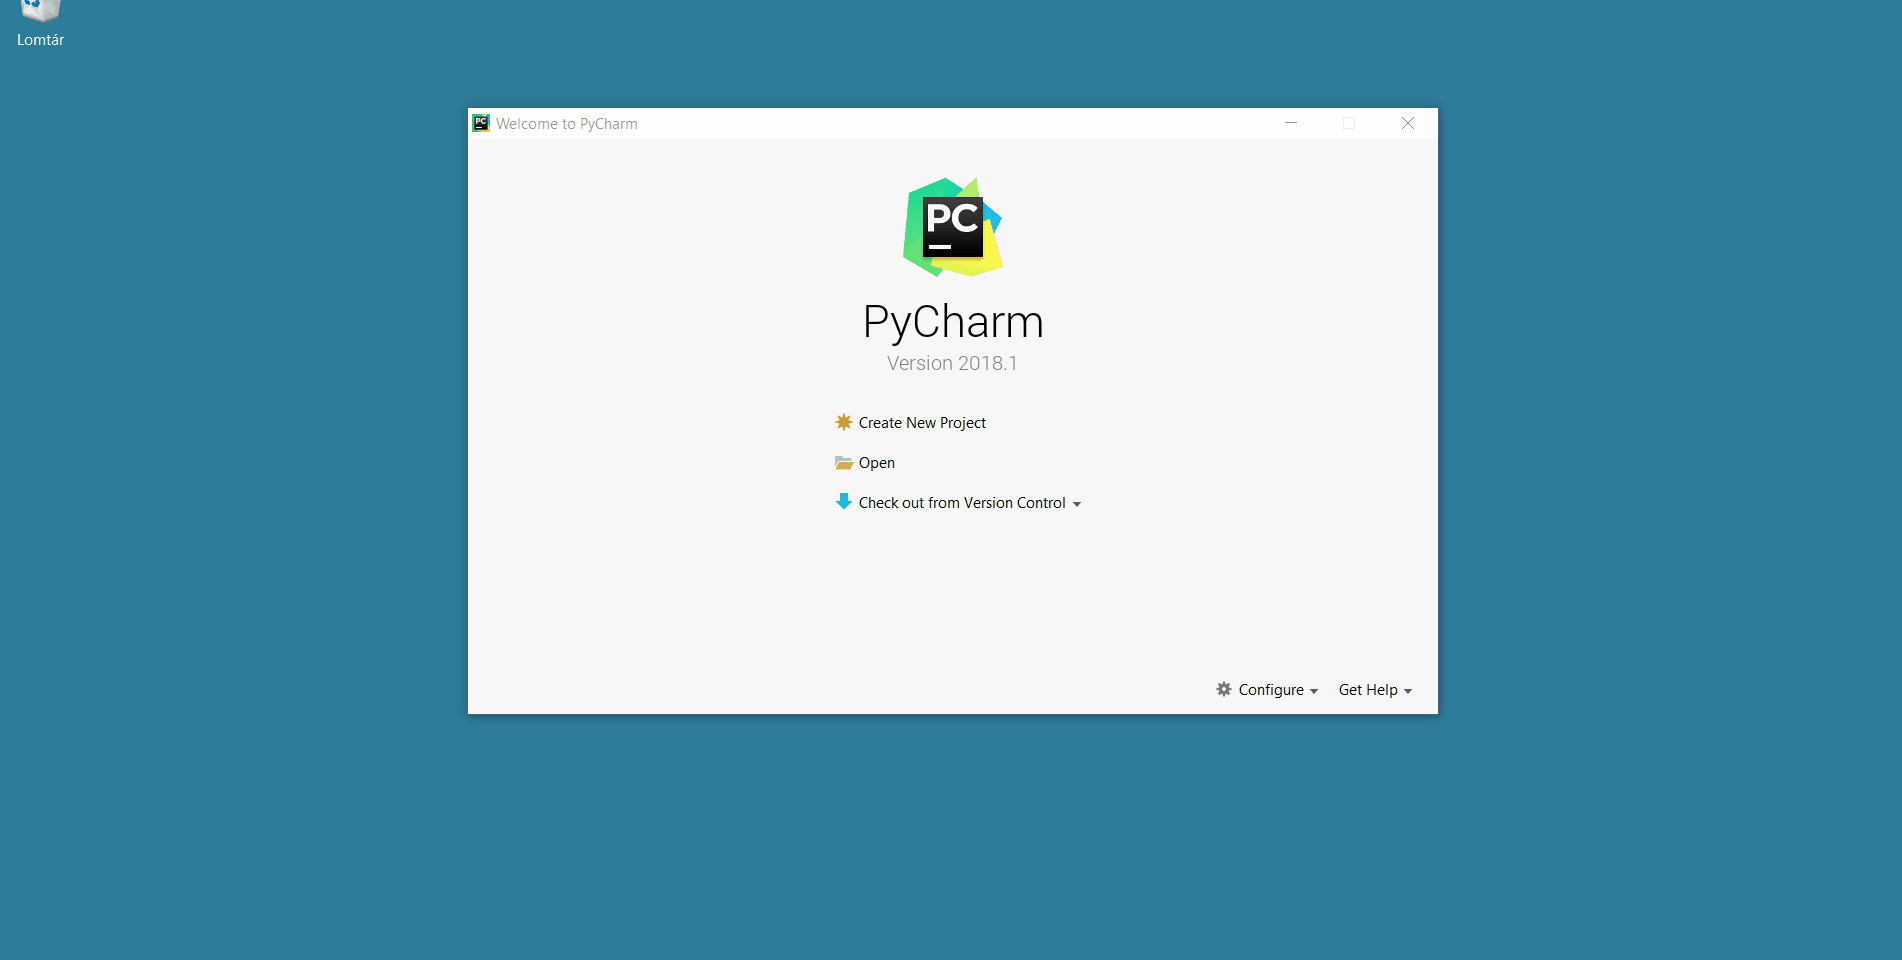 Lomtár
PC Welcome to PyCharm
PC
PyCharm
Version 2018.1
Create New Project
Open
Check out from Version Control
Configure
Get Help